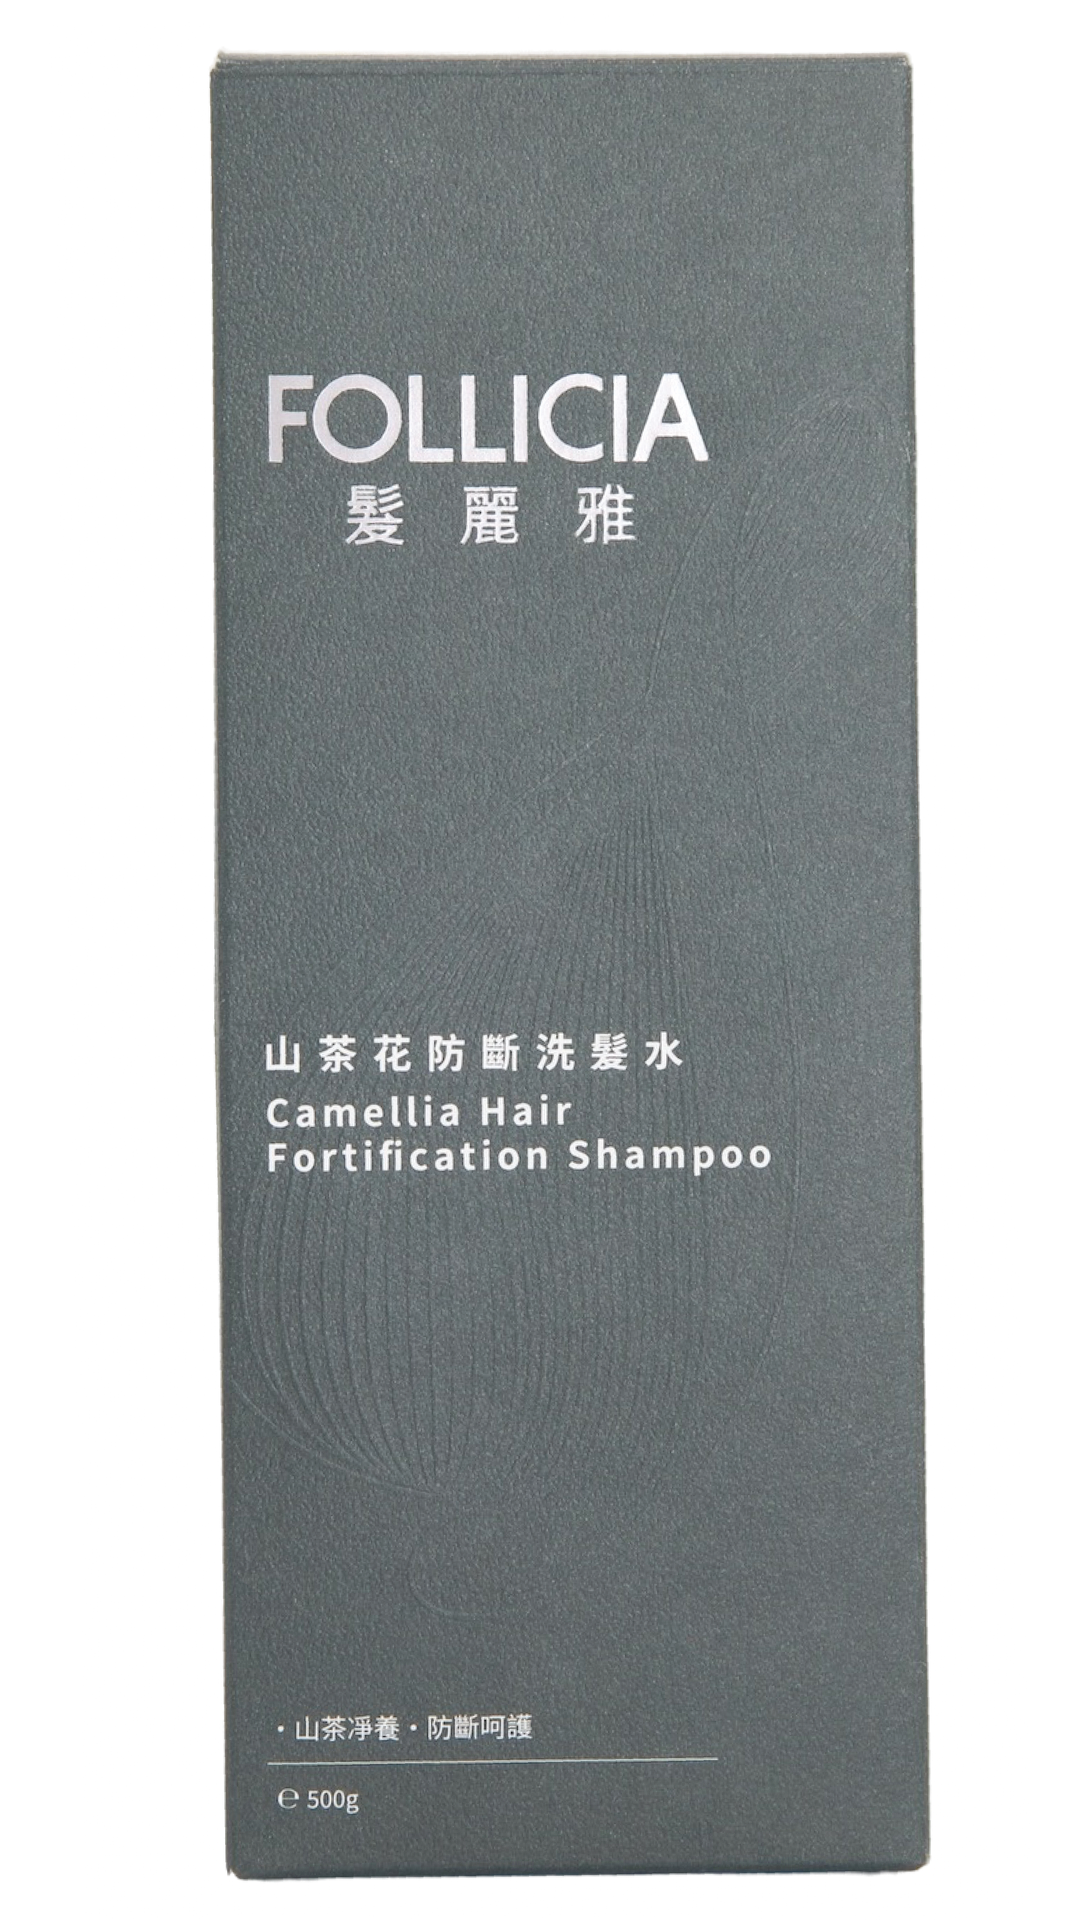 FOLLICIA
髮麗雅
山茶花防斷洗髮水
Camellia Hair
Fortification Shampoo
・山茶凈養・防斷呵護
℮ 500g